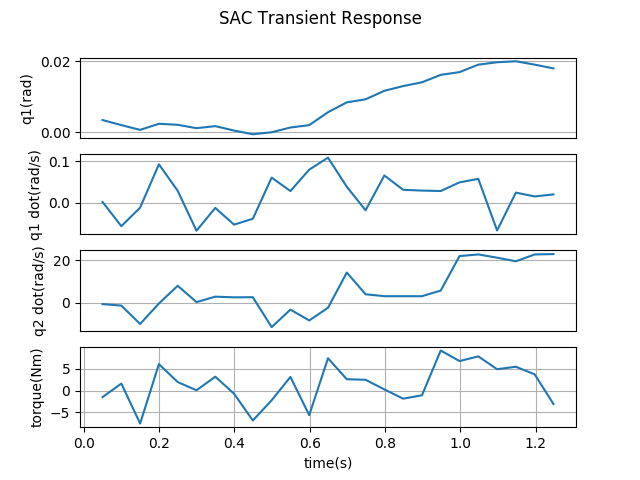 SAC Transient Response
q1(rad)
0.02
0.00
q1 dot(rad/s)
0.1
0.0
q2 dot(rad/s)
20
0
torque(Nm)
5
0
−5
0.0 0.2 0.4 0.6 0.8 1.0 1.2
time(s)